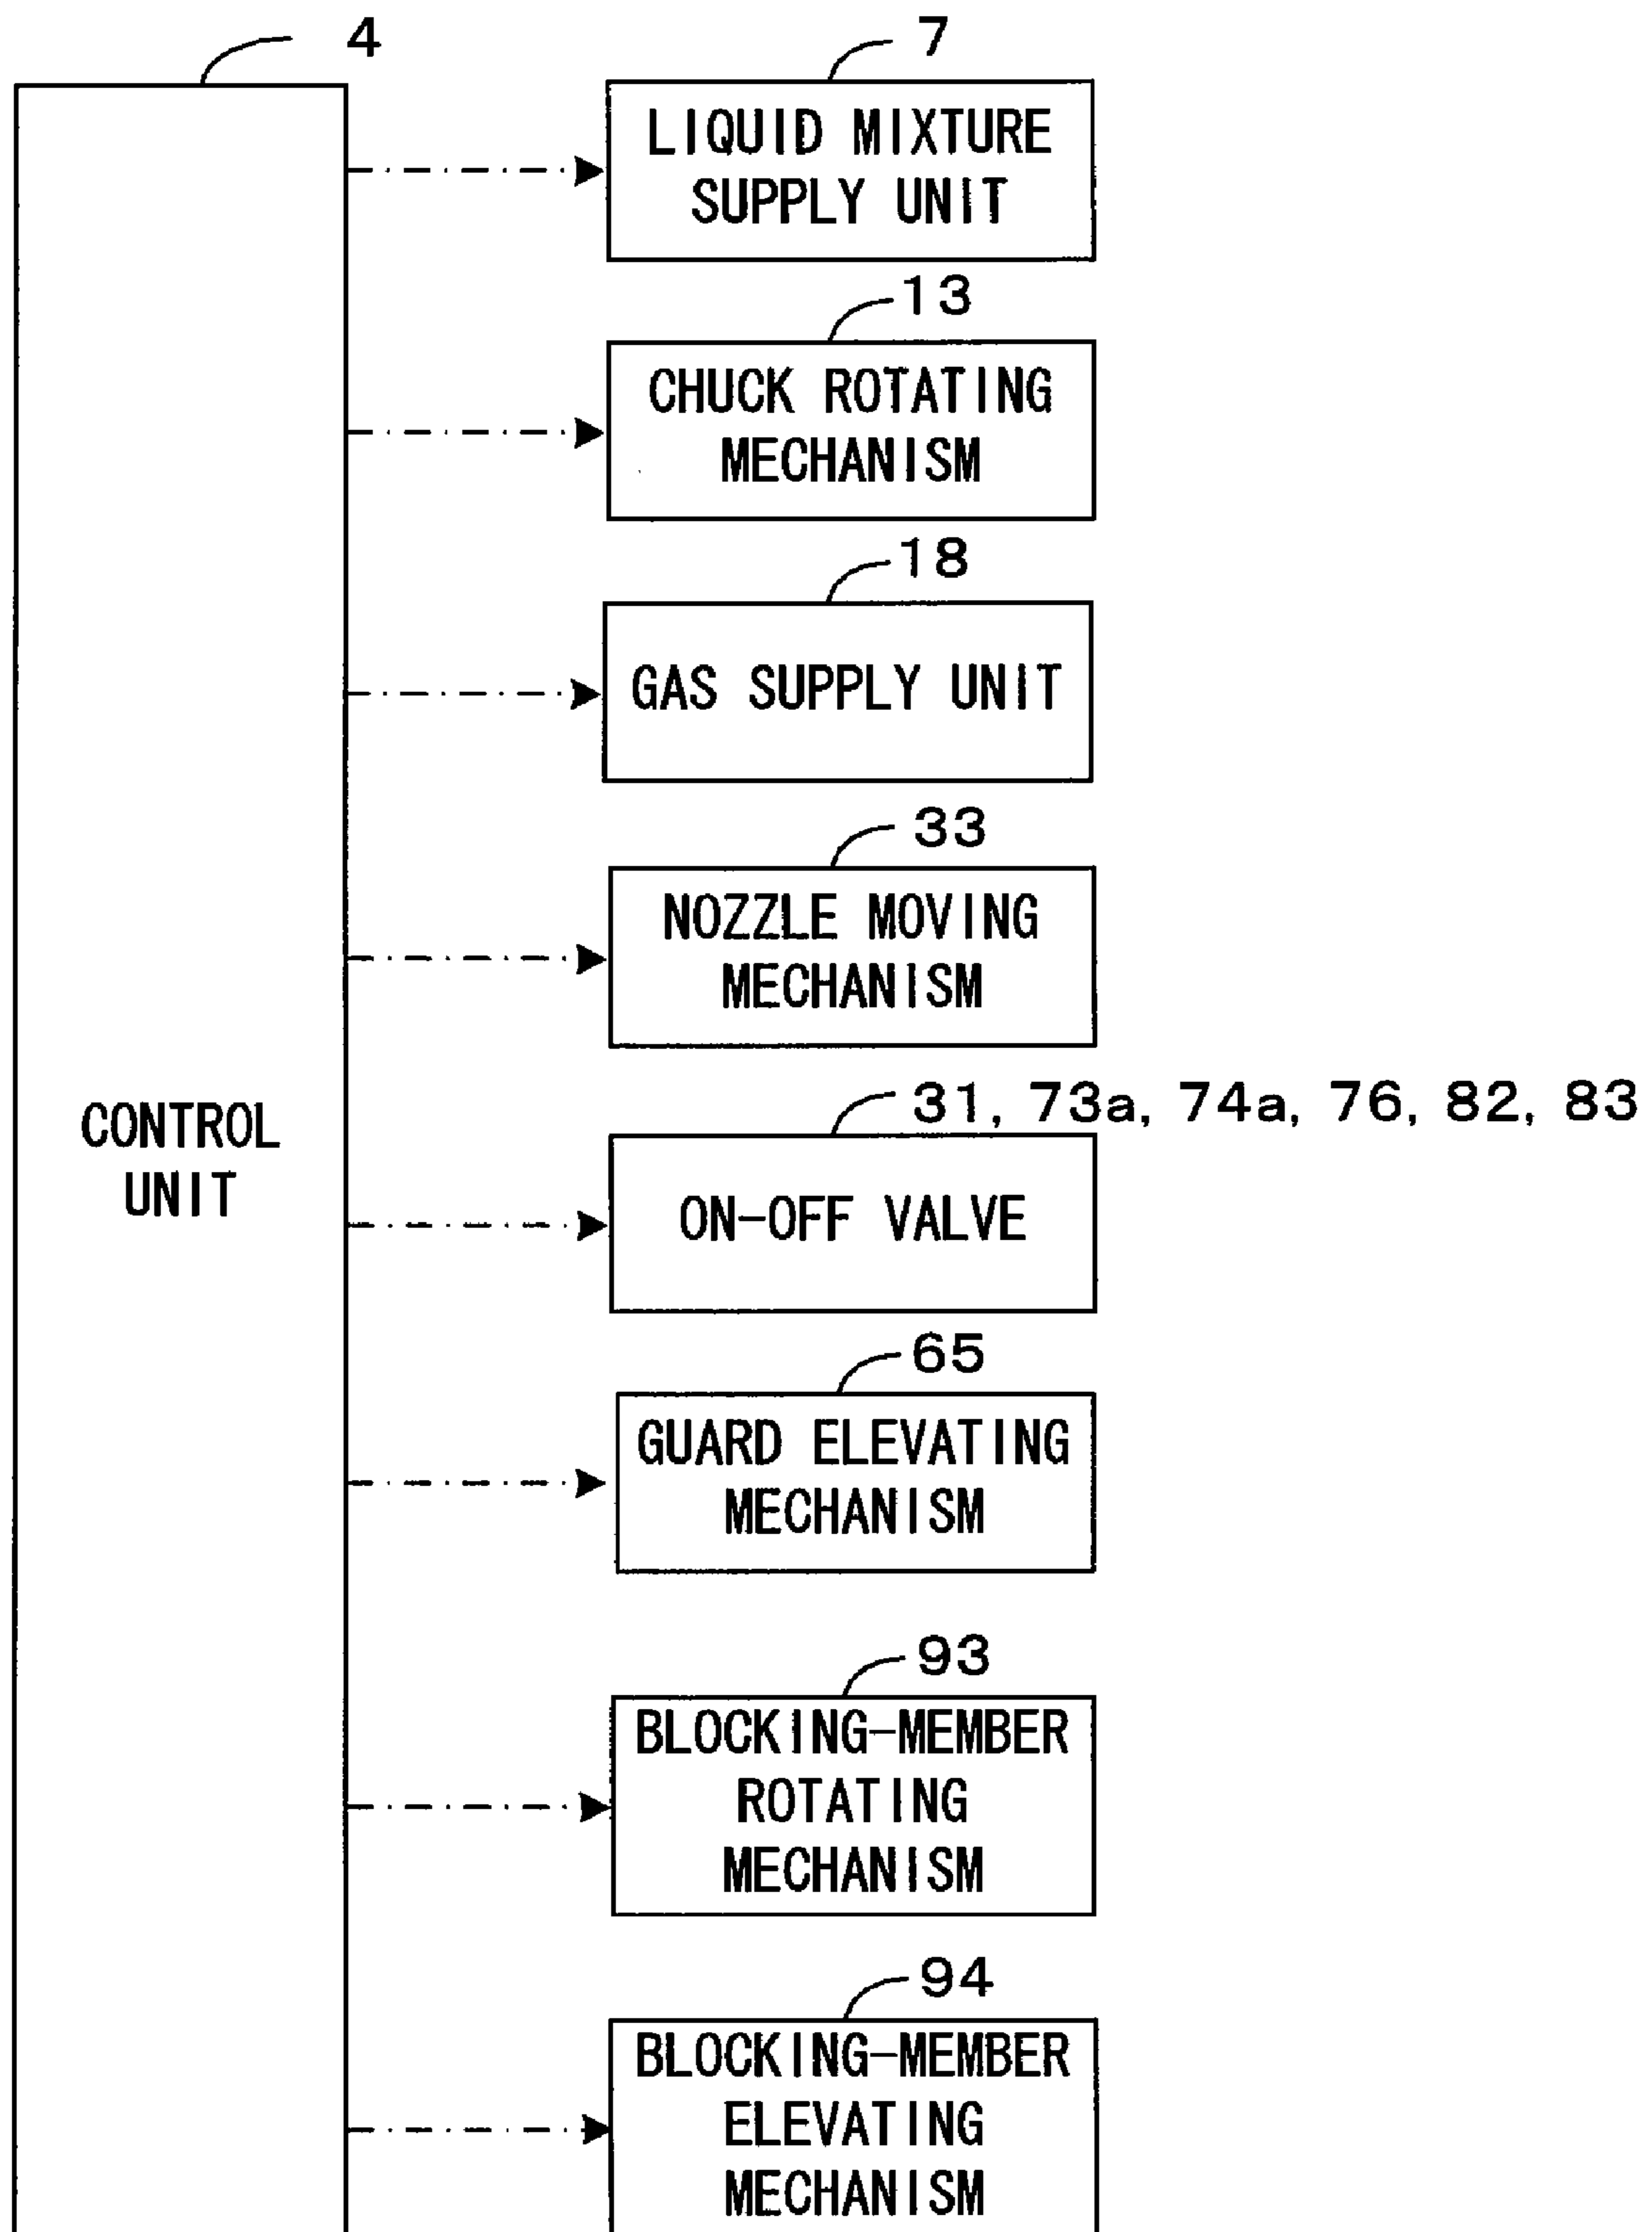 4
CONTROL
UNIT
7
LIQUID MIXTURE
SUPPLY UNIT
13
CHUCK ROTATING
MECHANISM
18
GAS SUPPLY UNIT
33
NOZZLE MOVING
MECHANISM
31, 73a, 74a, 76, 82, 83
ON-OFF VALVE
65
GUARD ELEVATING
MECHANISM
93
BLOCKING-MEMBER
ROTATING
MECHANISM
94
BLOCKING-MEMBER
ELEVATING
MECHANISM